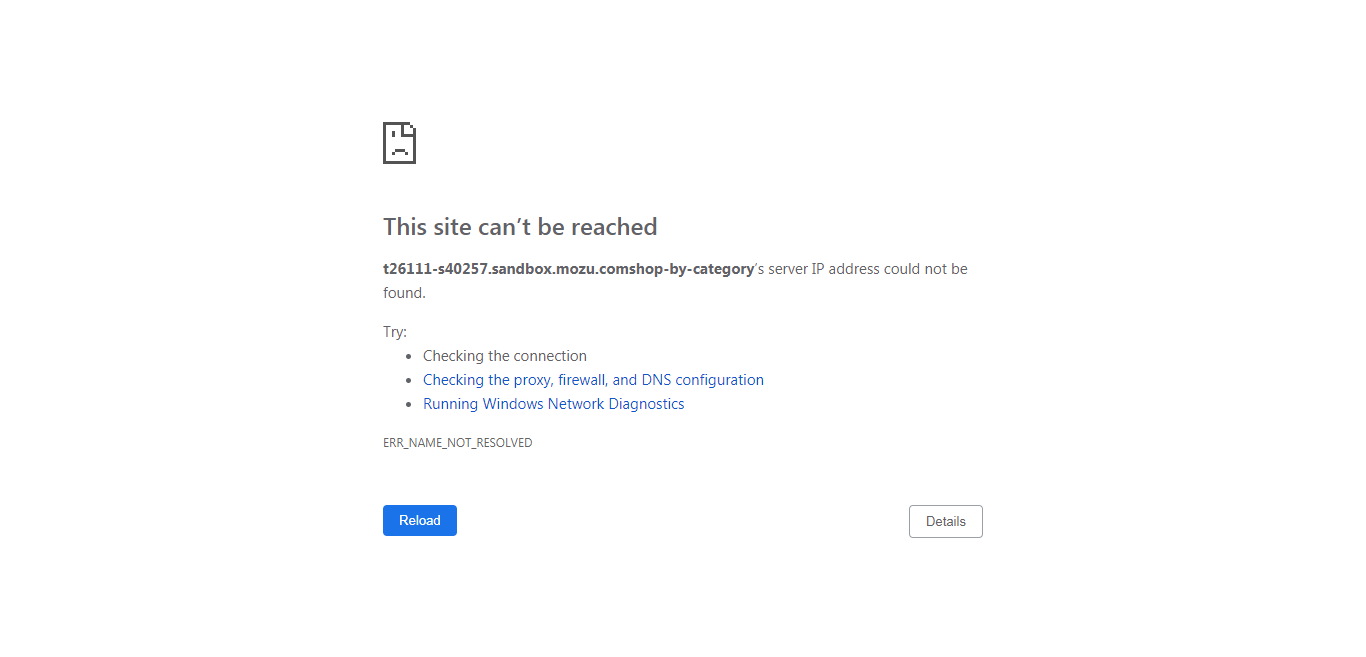 This site can’t be reached
t26111-s40257.sandbox.mozu.comshop-by-category’s server IP address could not be
found.
Try:
• Checking the connection
• Checking the proxy, firewall, and DNS configuration
• Running Windows Network Diagnostics
ERR_NAME_NOT_RESOLVED
Reload
Details